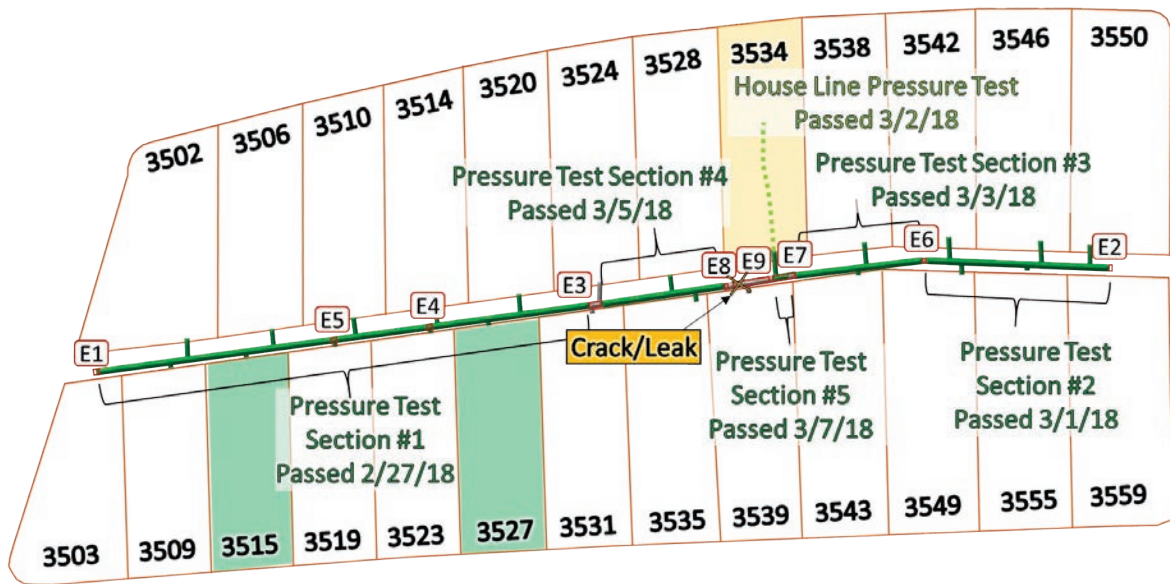 3502
3506
3510
3514
3520
3524
3528
3534
3538
3542
3546
3550
House Line Pressure Test
Passed 3/2/18
Pressure Test Section #4
Passed 3/5/18
Pressure Test Section #3
Passed 3/3/18
E1
E5
E4
E3
E8
E9
E7
E6
E2
Crack/Leak
Pressure Test
Section #1
Passed 2/27/18
Pressure Test
Section #5
Passed 3/7/18
Pressure Test
Section #2
Passed 3/1/18
3503
3509
3515
3519
3523
3527
3531
3535
3539
3543
3549
3555
3559